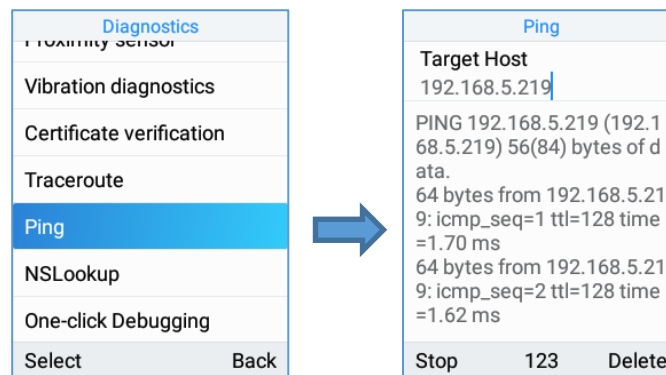 Diagnostics
Proximity sensor
Vibration diagnostics
Certificate verification
Traceroute
Ping
NSLookup
One-click Debugging
Select Back
Ping
Target Host
192.168.5.219
PING 192.168.5.219 (192.1
68.5.219) 56(84) bytes of d
ata.
64 bytes from 192.168.5.21
9: icmp_seq=1 ttl=128 time
=1.70 ms
64 bytes from 192.168.5.21
9: icmp_seq=2 ttl=128 time
=1.62 ms
Stop 123 Delete